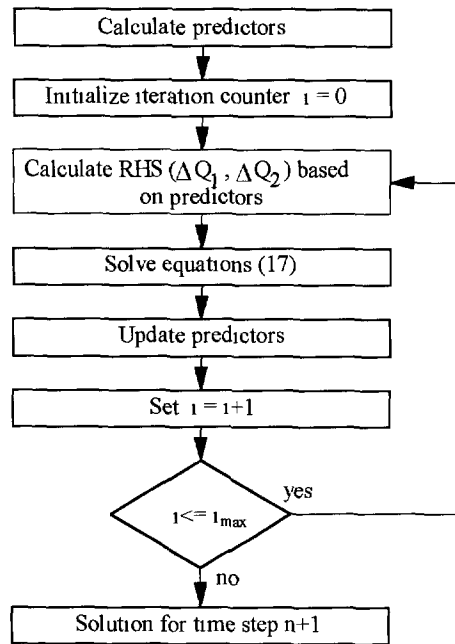 Calculate predictors
Initialize iteration counter ı = 0
Calculate RHS (ΔQ1 , ΔQ2) based
on predictors
Solve equations (17)
Update predictors
Set ı = ı+1
yes
ı<= ımax
no
Solution for time step n+1